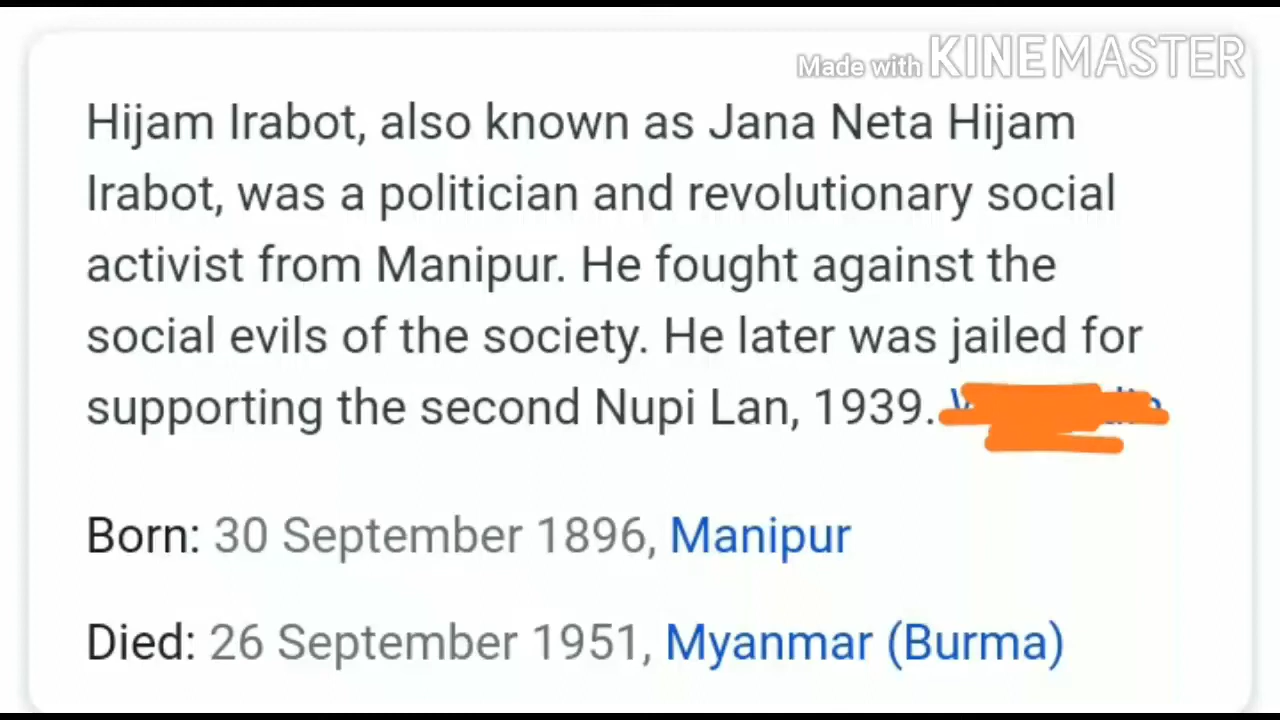 Made with KINEMASTER
Hijam Irabot, also known as Jana Neta Hijam
Irabot, was a politician and revolutionary social
activist from Manipur. He fought against the
social evils of the society. He later was jailed for
supporting the second Nupi Lan, 1939.
Born: 30 September 1896, Manipur
Died: 26 September 1951, Myanmar (Burma)